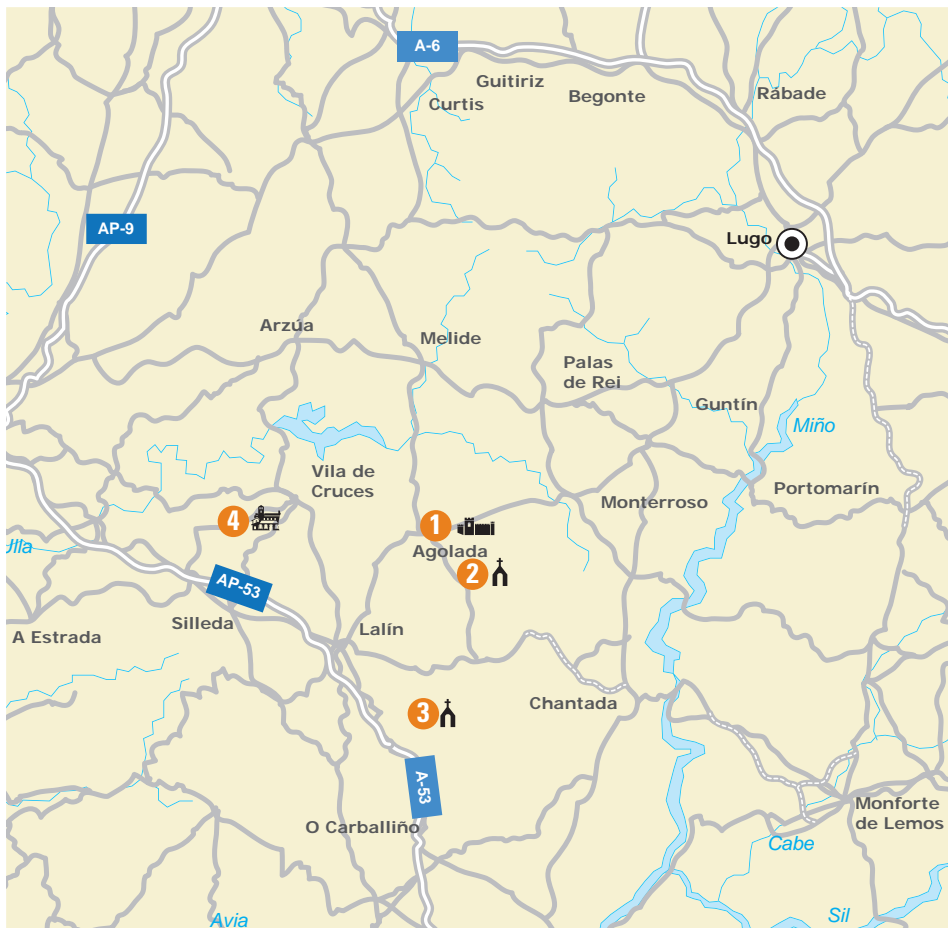 A-6
Guitiriz
Curtis
Begonte
Rábade
AP-9
Lugo
Arzúa
Melide
Palas
de Rei
Guntín
Miño
Vila de
Cruces
Monterroso
Portomarín
4
1
Agolada
2
Ulla
AP-53
Silleda
A Estrada
Lalín
Chantada
3
A-53
O Carballiño
Monforte
de Lemos
Cabe
Avia
Sil